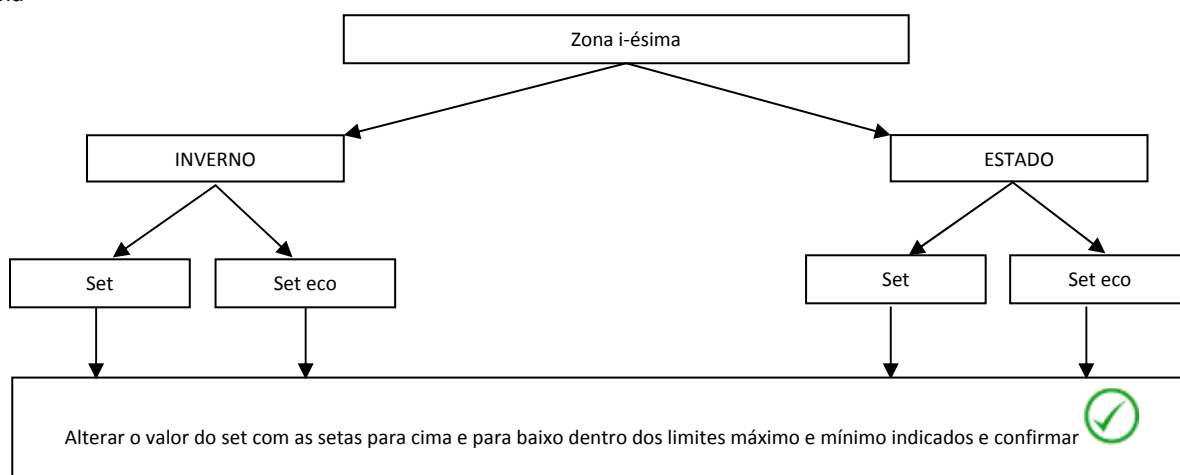 Zona i-ésima
INVERNO
ESTADO
Set
Set eco
Set
Set eco
Alterar o valor do set com as setas para cima e para baixo dentro dos limites máximo e mínimo indicados e confirmar